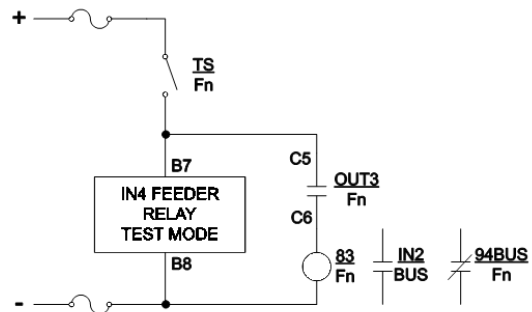 +
TS
Fn
B7
C5
IN4 FEEDER
RELAY
TEST MODE
OUT3
Fn
C6
B8
83
Fn
IN2
BUS
94BUS
Fn
-